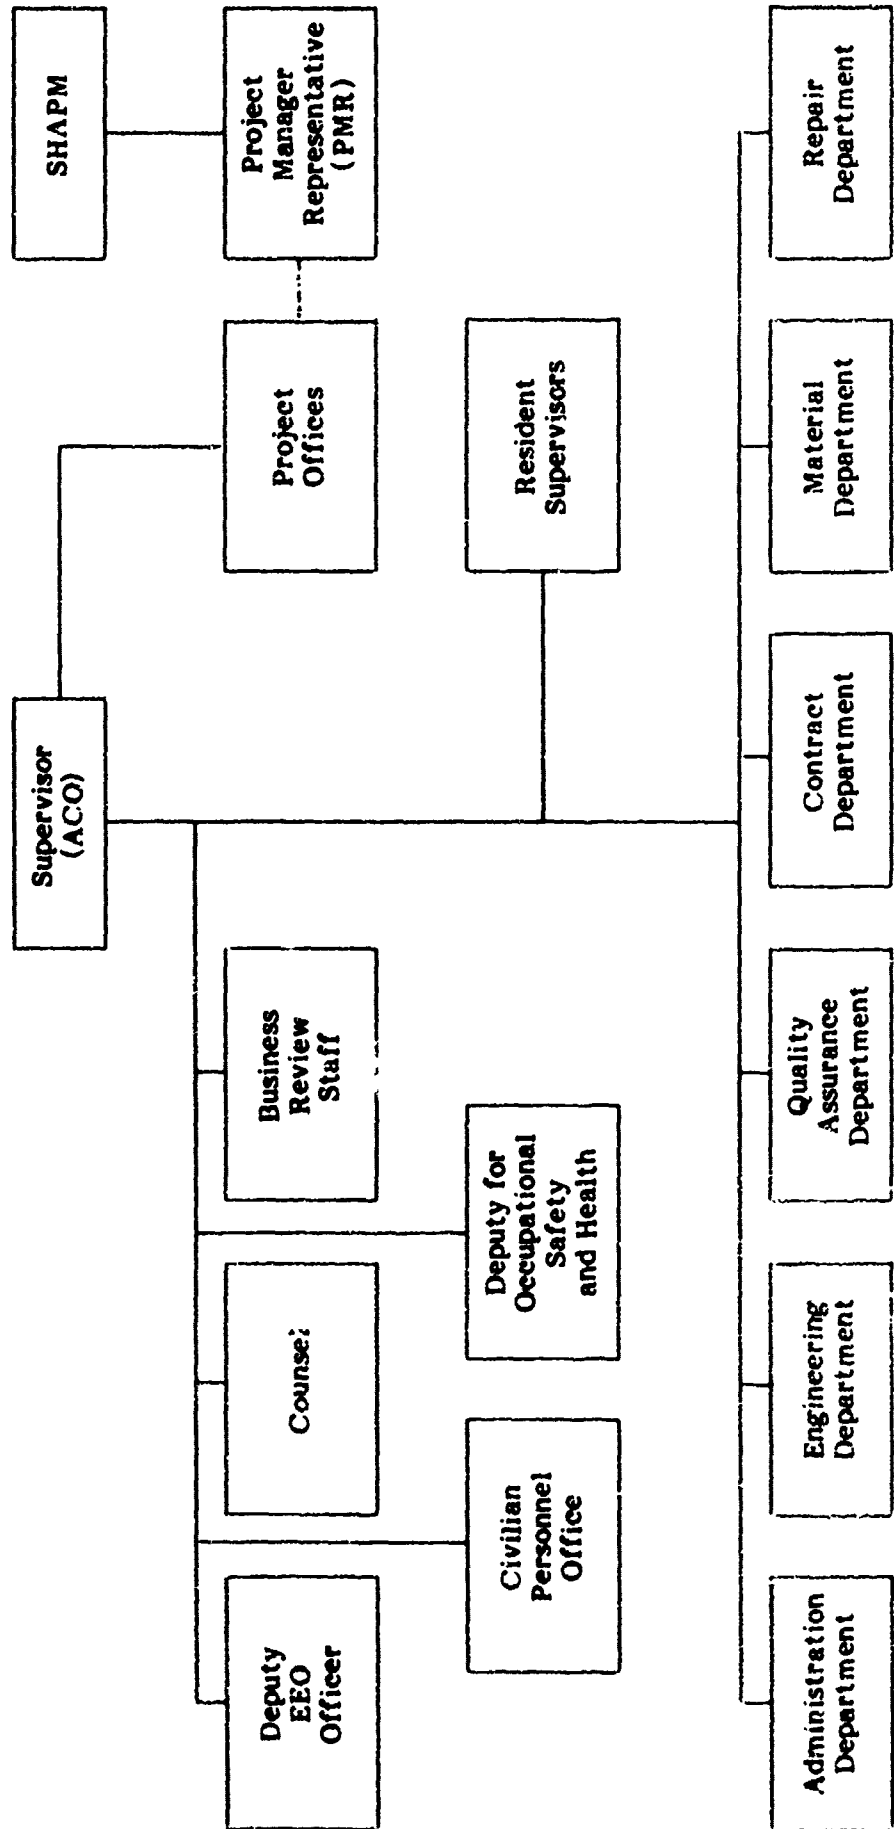 Supervisor
(ACO)
SHAPM
Deputy
EEO
Officer
Counsel
Business
Review
Staff
Project
Offices
Project
Manager
Representative
(PMR)
Civilian
Personnel
Office
Deputy for
Occupational
Safety
and Health
Resident
Supervisors
Administration
Department
Engineering
Department
Quality
Assurance
Department
Contract
Department
Material
Department
Repair
Department